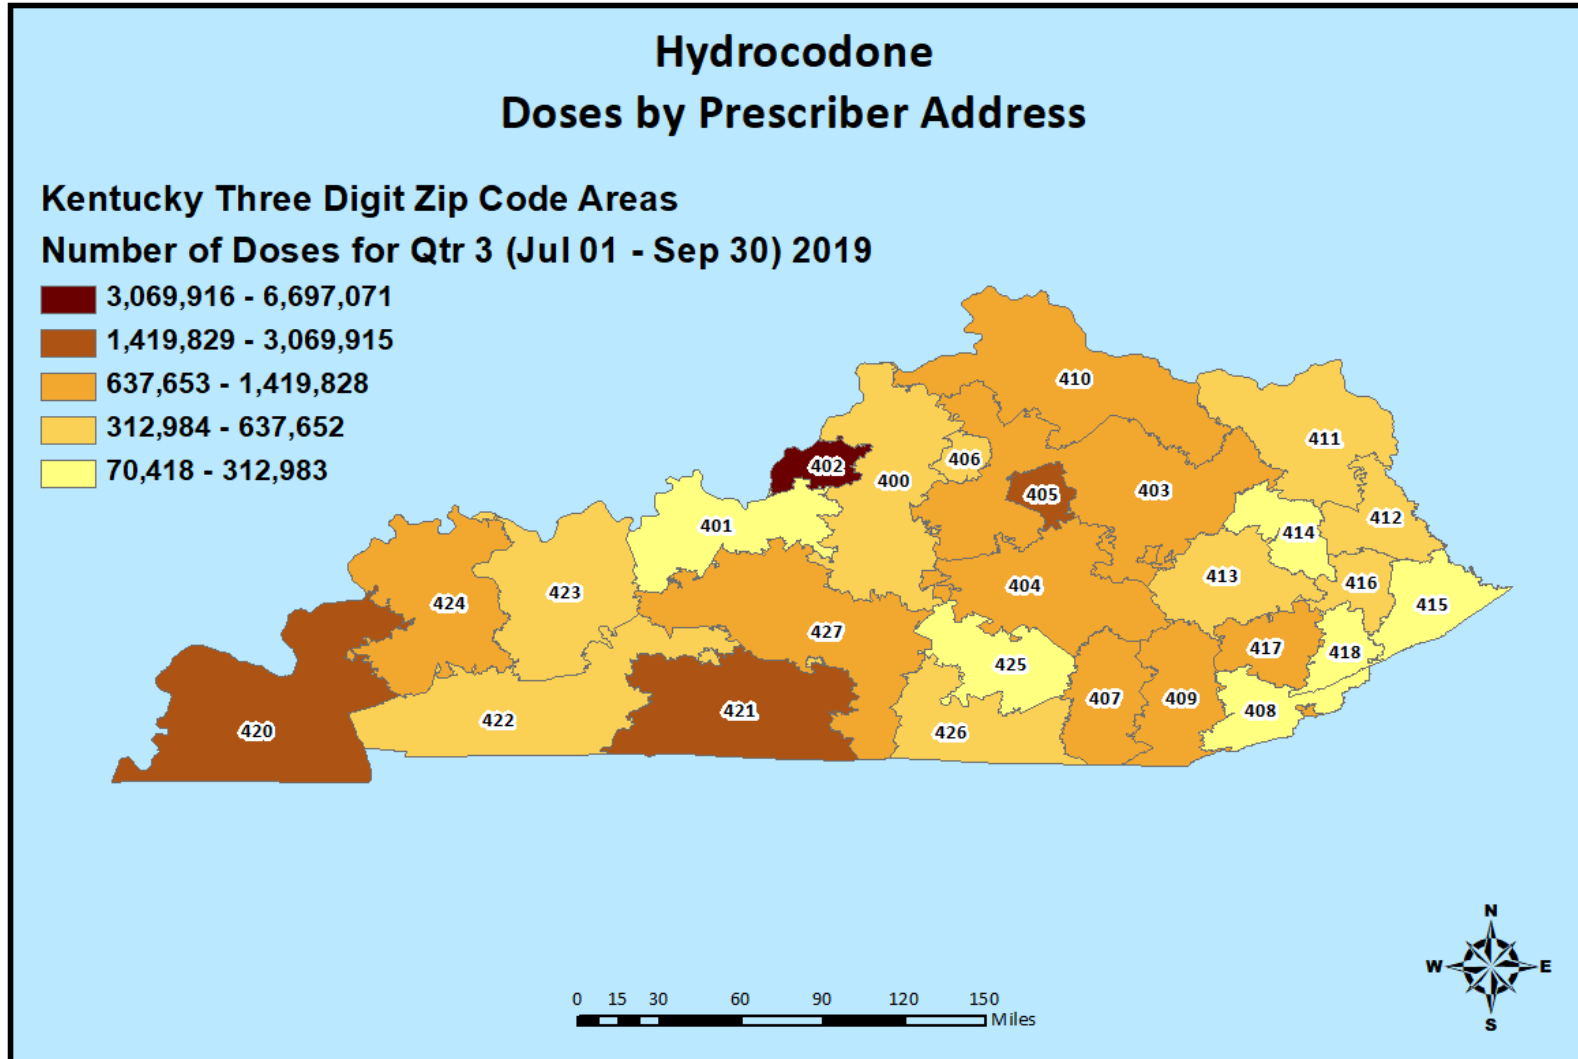 Hydrocodone
Doses by Prescriber Address
Kentucky Three Digit Zip Code Areas
Number of Doses for Qtr 3 (Jul 01 - Sep 30) 2019
3,069,916 - 6,697,071
1,419,829 - 3,069,915
637,653 - 1,419,828
312,984 - 637,652
70,418 - 312,983
410
411
402
406
400
405
403
401
412
414
413
416
404
423
424
415
427
417
418
425
407
409
408
421
422
420
426
N
W E
S
0 15 30 60 90 120 150
Miles